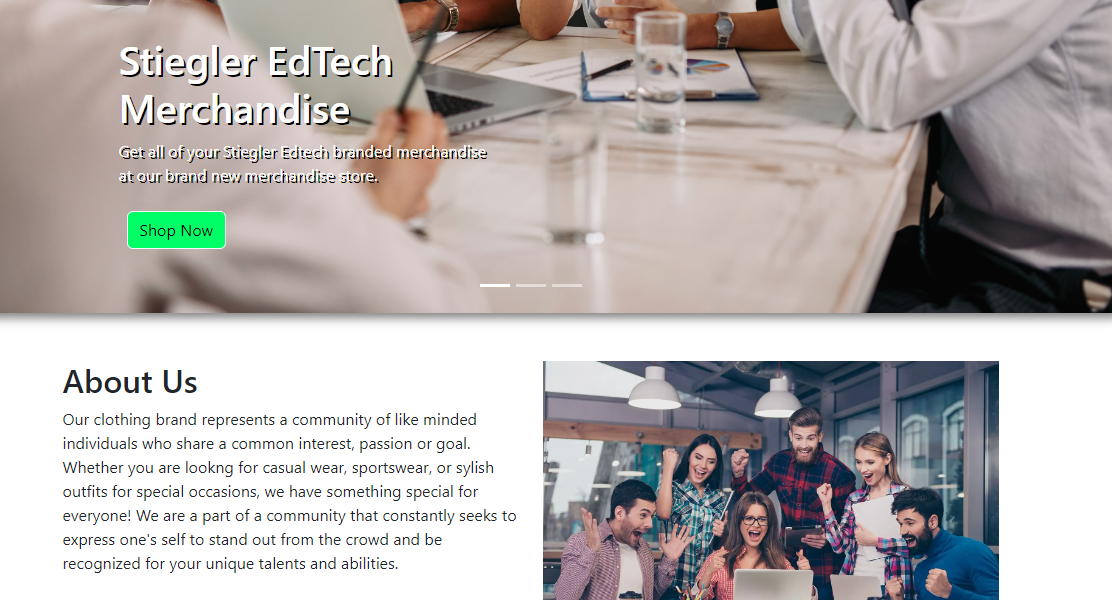 Stiegler EdTech
Merchandise
Get all of your Stiegler Edtech branded merchandise
at our brand new merchandise store.
Shop Now
About Us
Our clothing brand represents a community of like minded
individuals who share a common interest, passion or goal.
Whether you are lookng for casual wear, sportswear, or sylish
outfits for special occasions, we have something special for
everyone! We are a part of a community that constantly seeks to
express one's self to stand out from the crowd and be
recognized for your unique talents and abilities.